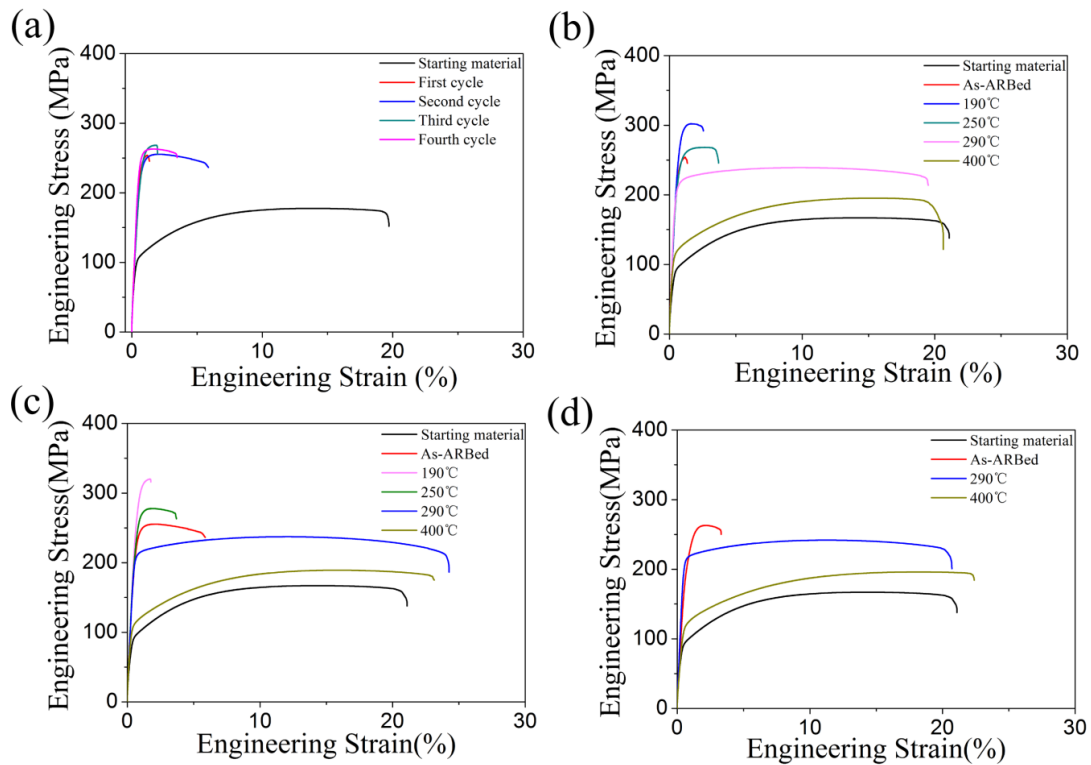 (a)
400
300
200
100
0
Engineering Stress (MPa)
Starting material
First cycle
Second cycle
Third cycle
Fourth cycle
0 10 20 30
Engineering Strain (%)
(b)
400
300
200
100
0
Engineering Stress (MPa)
Starting material
As-ARBed
190℃
250℃
290℃
400℃
0 10 20 30
Engineering Strain (%)
(c)
400
300
200
100
0
Engineering Stress(MPa)
Starting material
As-ARBed
190℃
250℃
290℃
400℃
0 10 20 30
Engineering Strain(%)
(d)
400
300
200
100
0
Engineering Stress(MPa)
Starting material
As-ARBed
290℃
400℃
0 10 20 30
Engineering Strain(%)